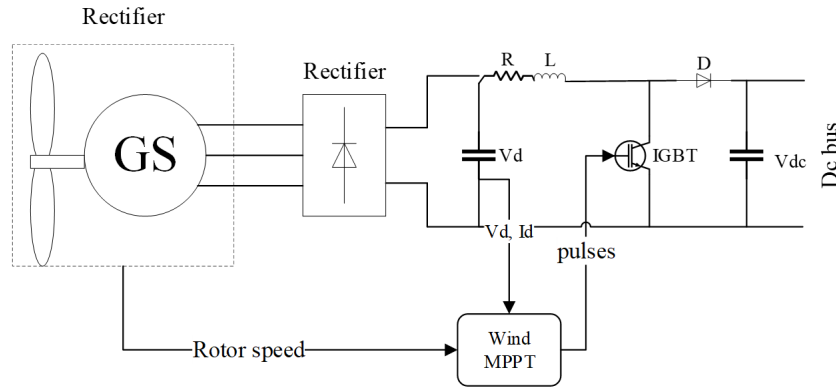 Rectifier
Rectifier
GS
R
L
D
Vd
IGBT
Vdc
Dc bus
Vd, Id
pulses
Rotor speed
Wind
MPPT